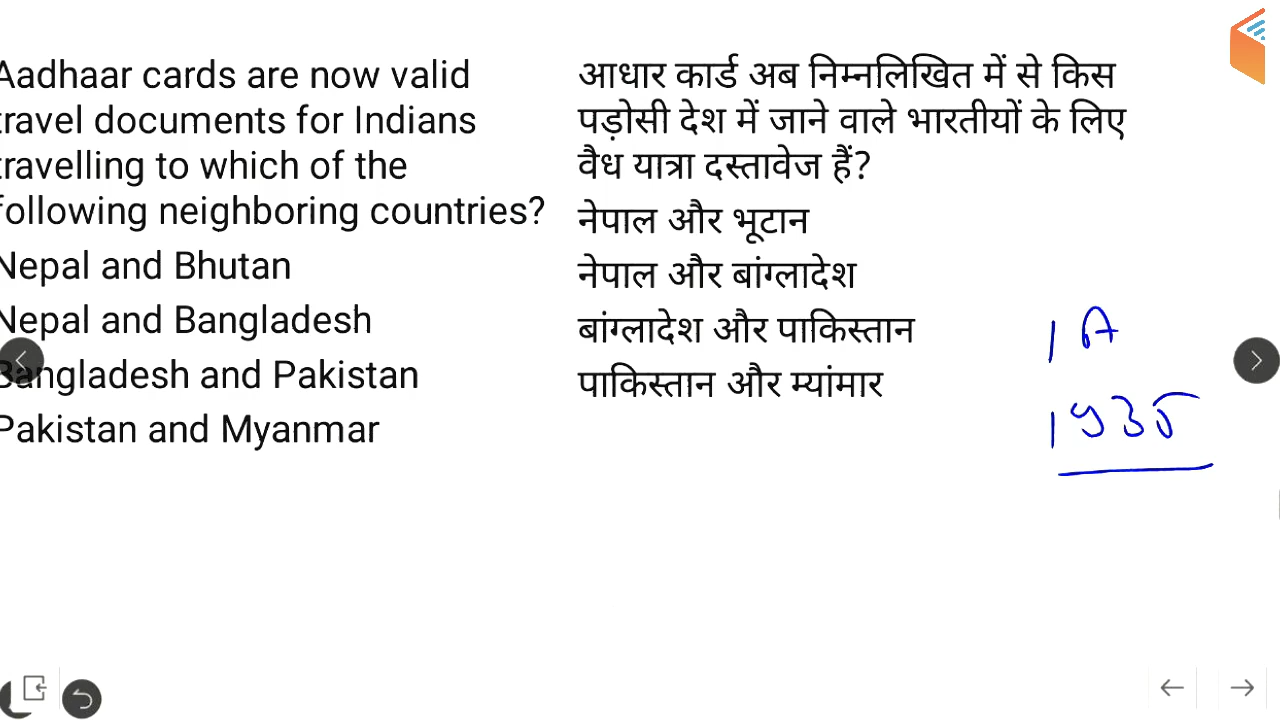 Aadhaar cards are now valid
travel documents for Indians
travelling to which of the
following neighboring countries?
Nepal and Bhutan
Nepal and Bangladesh
Bangladesh and Pakistan
Pakistan and Myanmar
आधार कार्ड अब निम्नलिखित में से किस
पड़ोसी देश में जाने वाले भारतीयों के लिए
वैध यात्रा दस्तावेज हैं?
नेपाल और भूटान
नेपाल और बांग्लादेश
बांग्लादेश और पाकिस्तान
पाकिस्तान और म्यांमार
1 A
1935